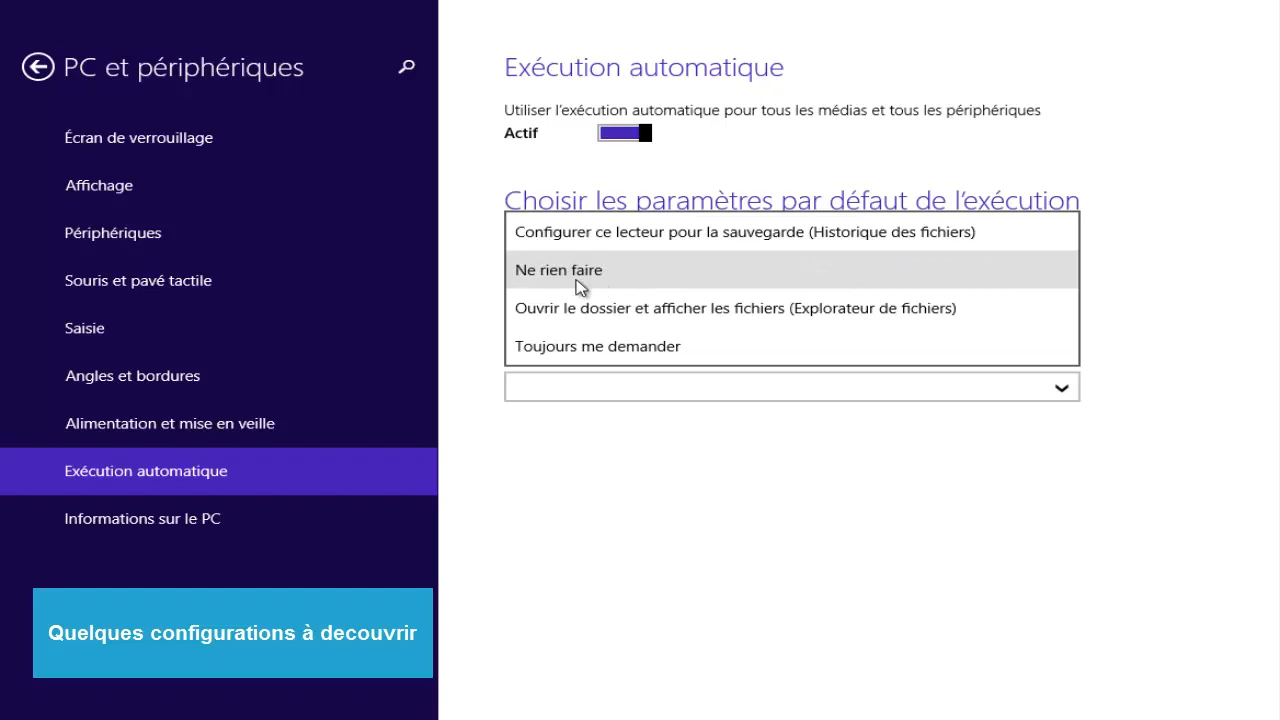 PC et périphériques
Écran de verrouillage
Affichage
Périphériques
Souris et pavé tactile
Saisie
Angles et bordures
Alimentation et mise en veille
Exécution automatique
Informations sur le PC
Quelques configurations à decouvrir
Exécution automatique
Utiliser l'exécution automatique pour tous les médias et tous les périphériques
Actif
Choisir les paramètres par défaut de l'exécution
Configurer ce lecteur pour la sauvegarde (Historique des fichiers)
Ne rien faire
Ouvrir le dossier et afficher les fichiers (Explorateur de fichiers)
Toujours me demander